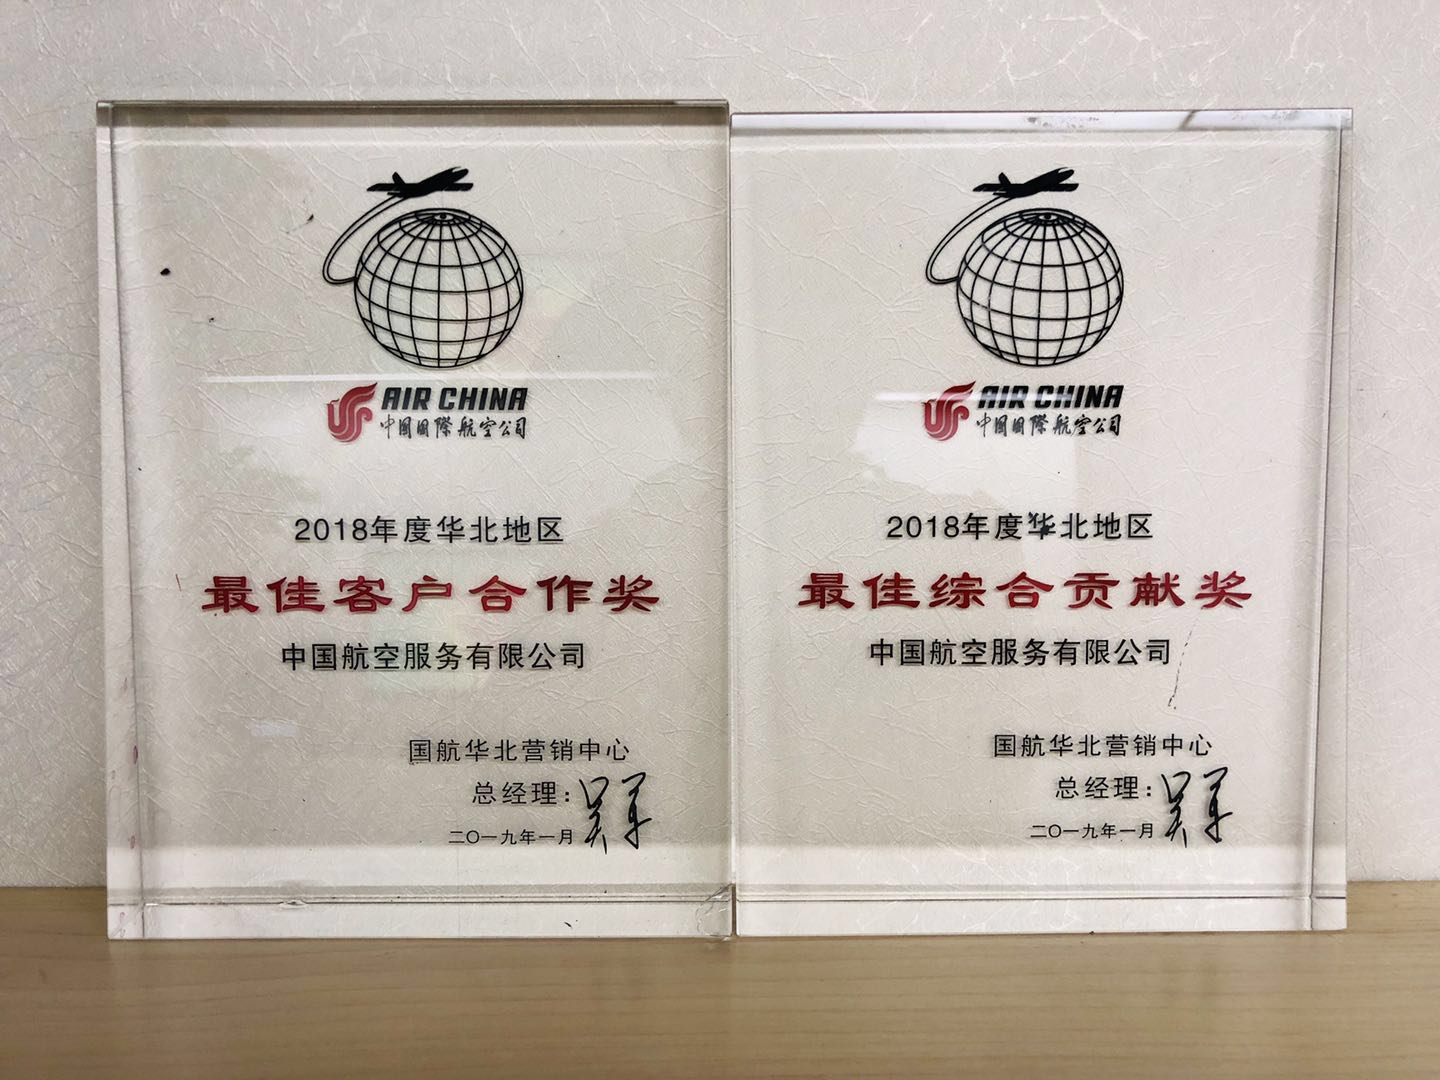 AIR CHINA
中国国際航空公司
2018年度华北地区
最佳客户合作奖
中国航空服务有限公司
国航华北营销中心
总经理：
二〇一九年一月
AIR CHINA
中国国際航空公司
2018年度华北地区
最佳综合贡献奖
中国航空服务有限公司
国航华北营销中心
总经理：
二〇一九年一月